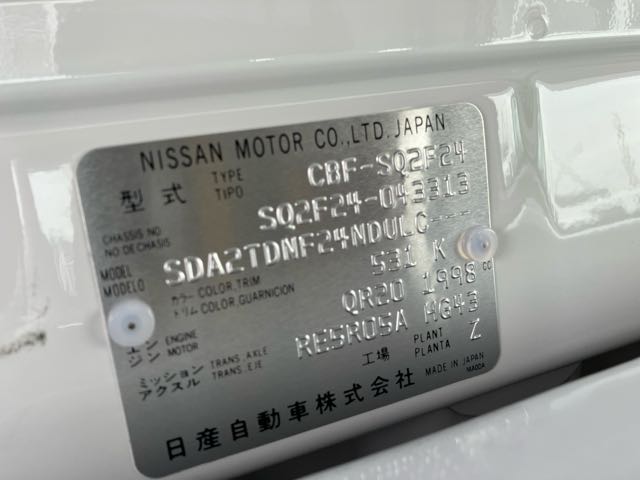 NISSAN MOTOR CO.,LTD. JAPAN
型式 TYPE TIPO CBF-SQ2F24
CHASSIS NO NO DECHASIS SQ2F24-043313
MODEL MODELO SDA2TDNF24NDULC---
カラー COLOR,TRIM トリム COLOR,GUARNICION 531 K
エンジン ENGINE MOTOR QR20 1998 cc
ミッション アクスル TRANS. AXLE TRANS. EJE RE5R05A HG43
工場 PLANT PLANTA Z
日産自動車株式会社 MADE IN JAPAN